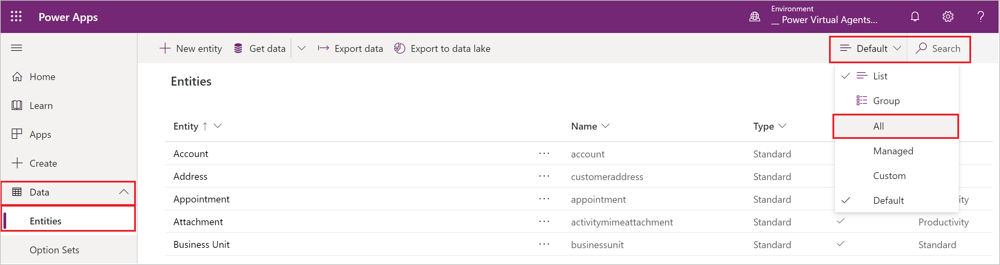 Power Apps
Environment
__ Power Virtual Agents...
?
New entity
Get data
Export data
Export to data lake
Default
Search
Home
Learn
Apps
Create
Data
Entities
Option Sets
Entities
Entity ↑
Name
Type
Account ··· account Standard
Address ··· customeraddress Standard
Appointment ··· appointment Standard ity
Attachment ··· activitymimeattachment Standard Productivity
Business Unit ··· businessunit Standard Standard
List
Group
All
Managed
Custom
Default